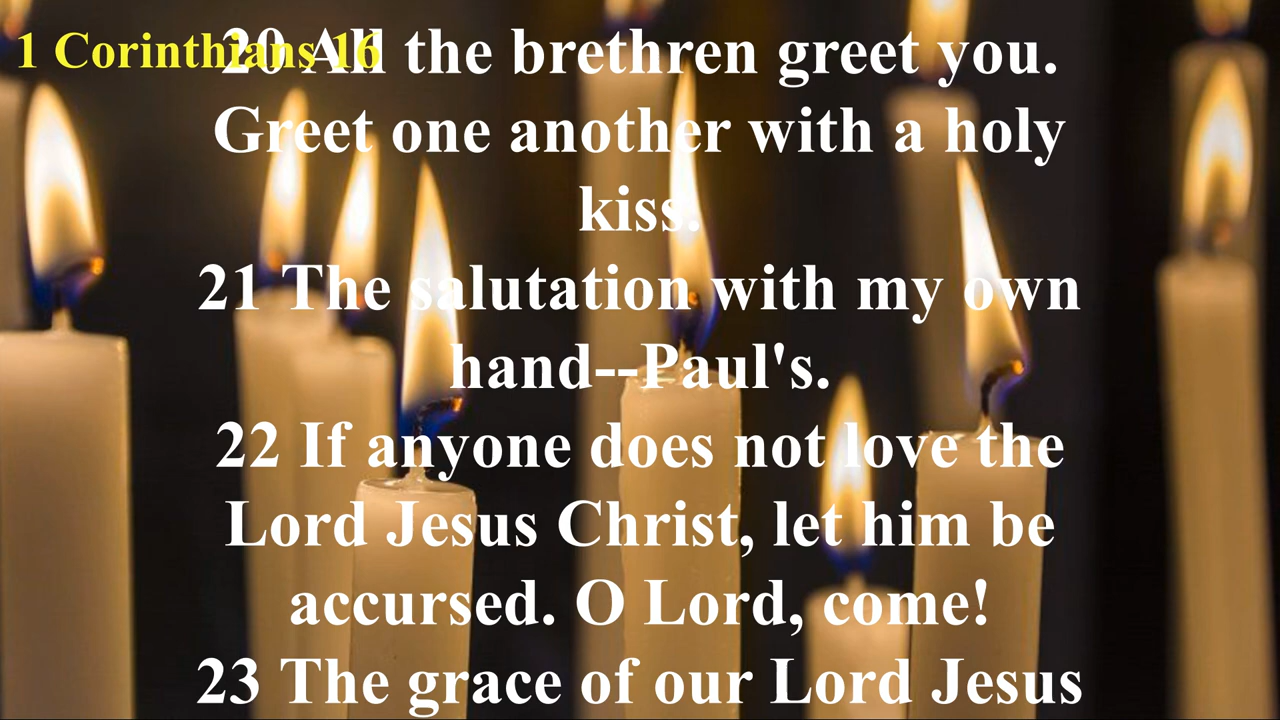 1 Corinthians 16
20 All the brethren greet you.
Greet one another with a holy
kiss.
21 The salutation with my own
hand--Paul's.
22 If anyone does not love the
Lord Jesus Christ, let him be
accursed. O Lord, come!
23 The grace of our Lord Jesus